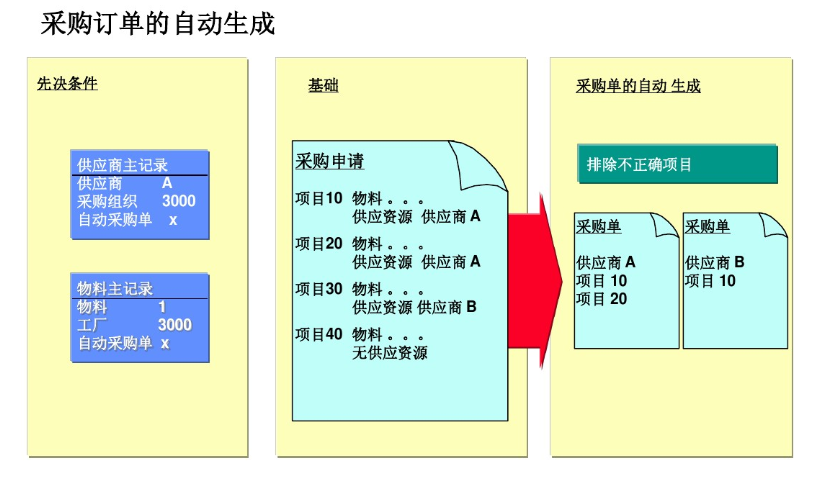 采购订单的自动生成
先决条件
供应商主记录
供应商 A
采购组织 3000
自动采购单 x
物料主记录
物料 1
工厂 3000
自动采购单 x
基础
采购申请
项目10 物料。。。
供应资源 供应商 A
项目20 物料。。。
供应资源 供应商 A
项目30 物料。。。
供应资源 供应商 B
项目40 物料。。。
无供应资源
采购单的自动 生成
排除不正确项目
采购单
供应商 A
项目 10
项目 20
采购单
供应商 B
项目 10